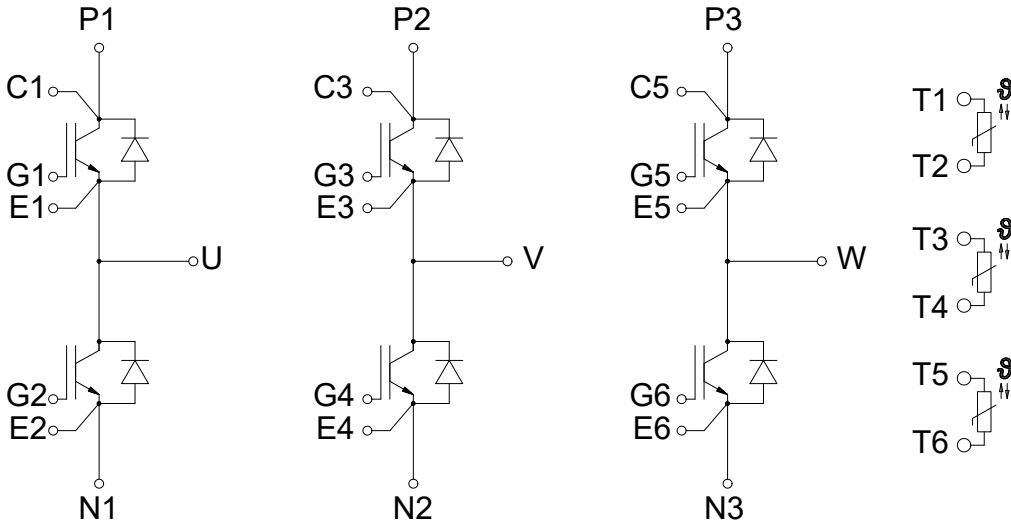 P1 P2 P3
C1 C3 C5
T1 ϑ
G1 G3 G5 T2
E1 E3 E5
T3 ϑ
U V W
T4
T5 ϑ
G2 G4 G6
E2 E4 E6 T6
N1 N2 N3